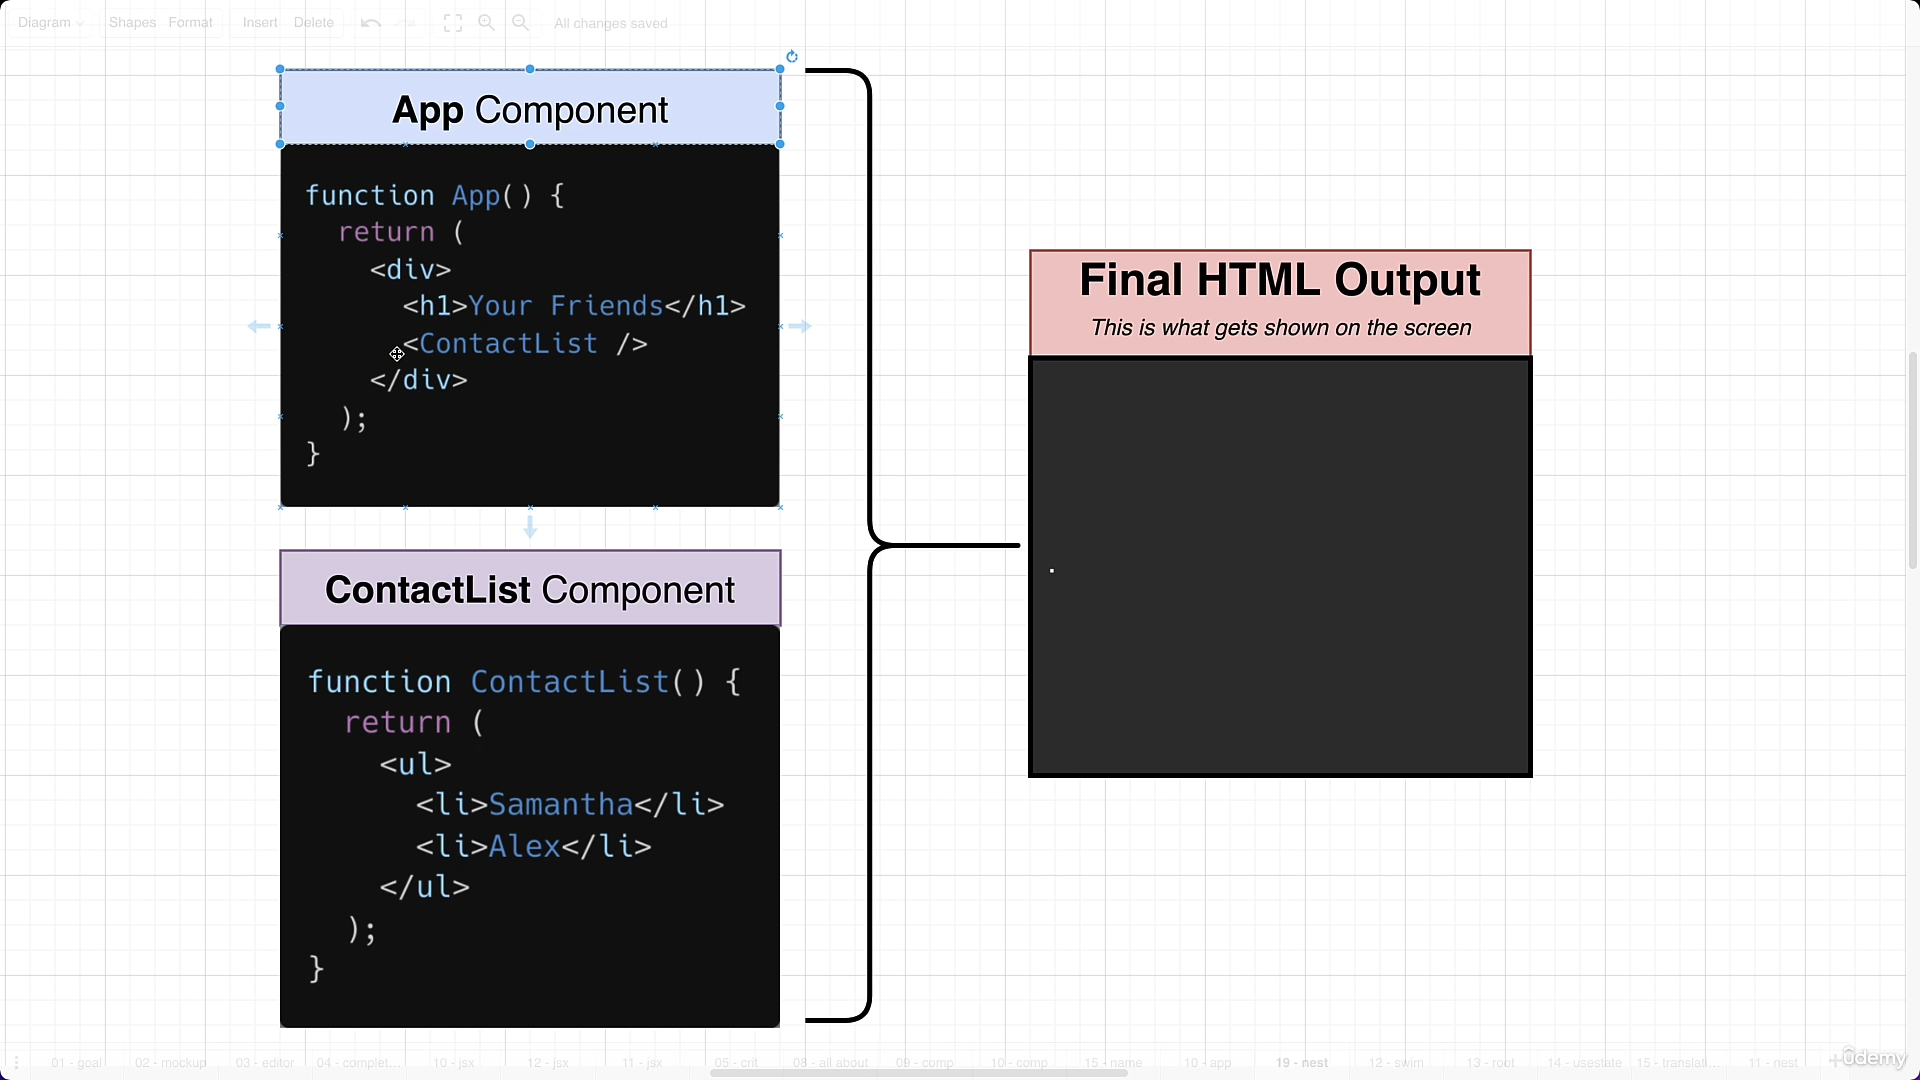 Diagram Shapes Format Insert Delete All changes saved
App Component
function App() {
return (
<div>
<h1>Your Friends</h1>
<ContactList />
</div>
);
}
ContactList Component
function ContactList() {
return (
<ul>
<li>Samantha</li>
<li>Alex</li>
</ul>
);
}
Final HTML Output
This is what gets shown on the screen
.
01 - goal 02 - mockup 03 - editor 04 - complet... 10 - jsx 12 - jsx 11 - jsx 05 - crit 08 - all about 09 - comp 10 - comp 15 - name 10 - app 19 - nest 12 - swim 13 - root 14 - usestate 15 - translati... 11 - nest
ûdemy